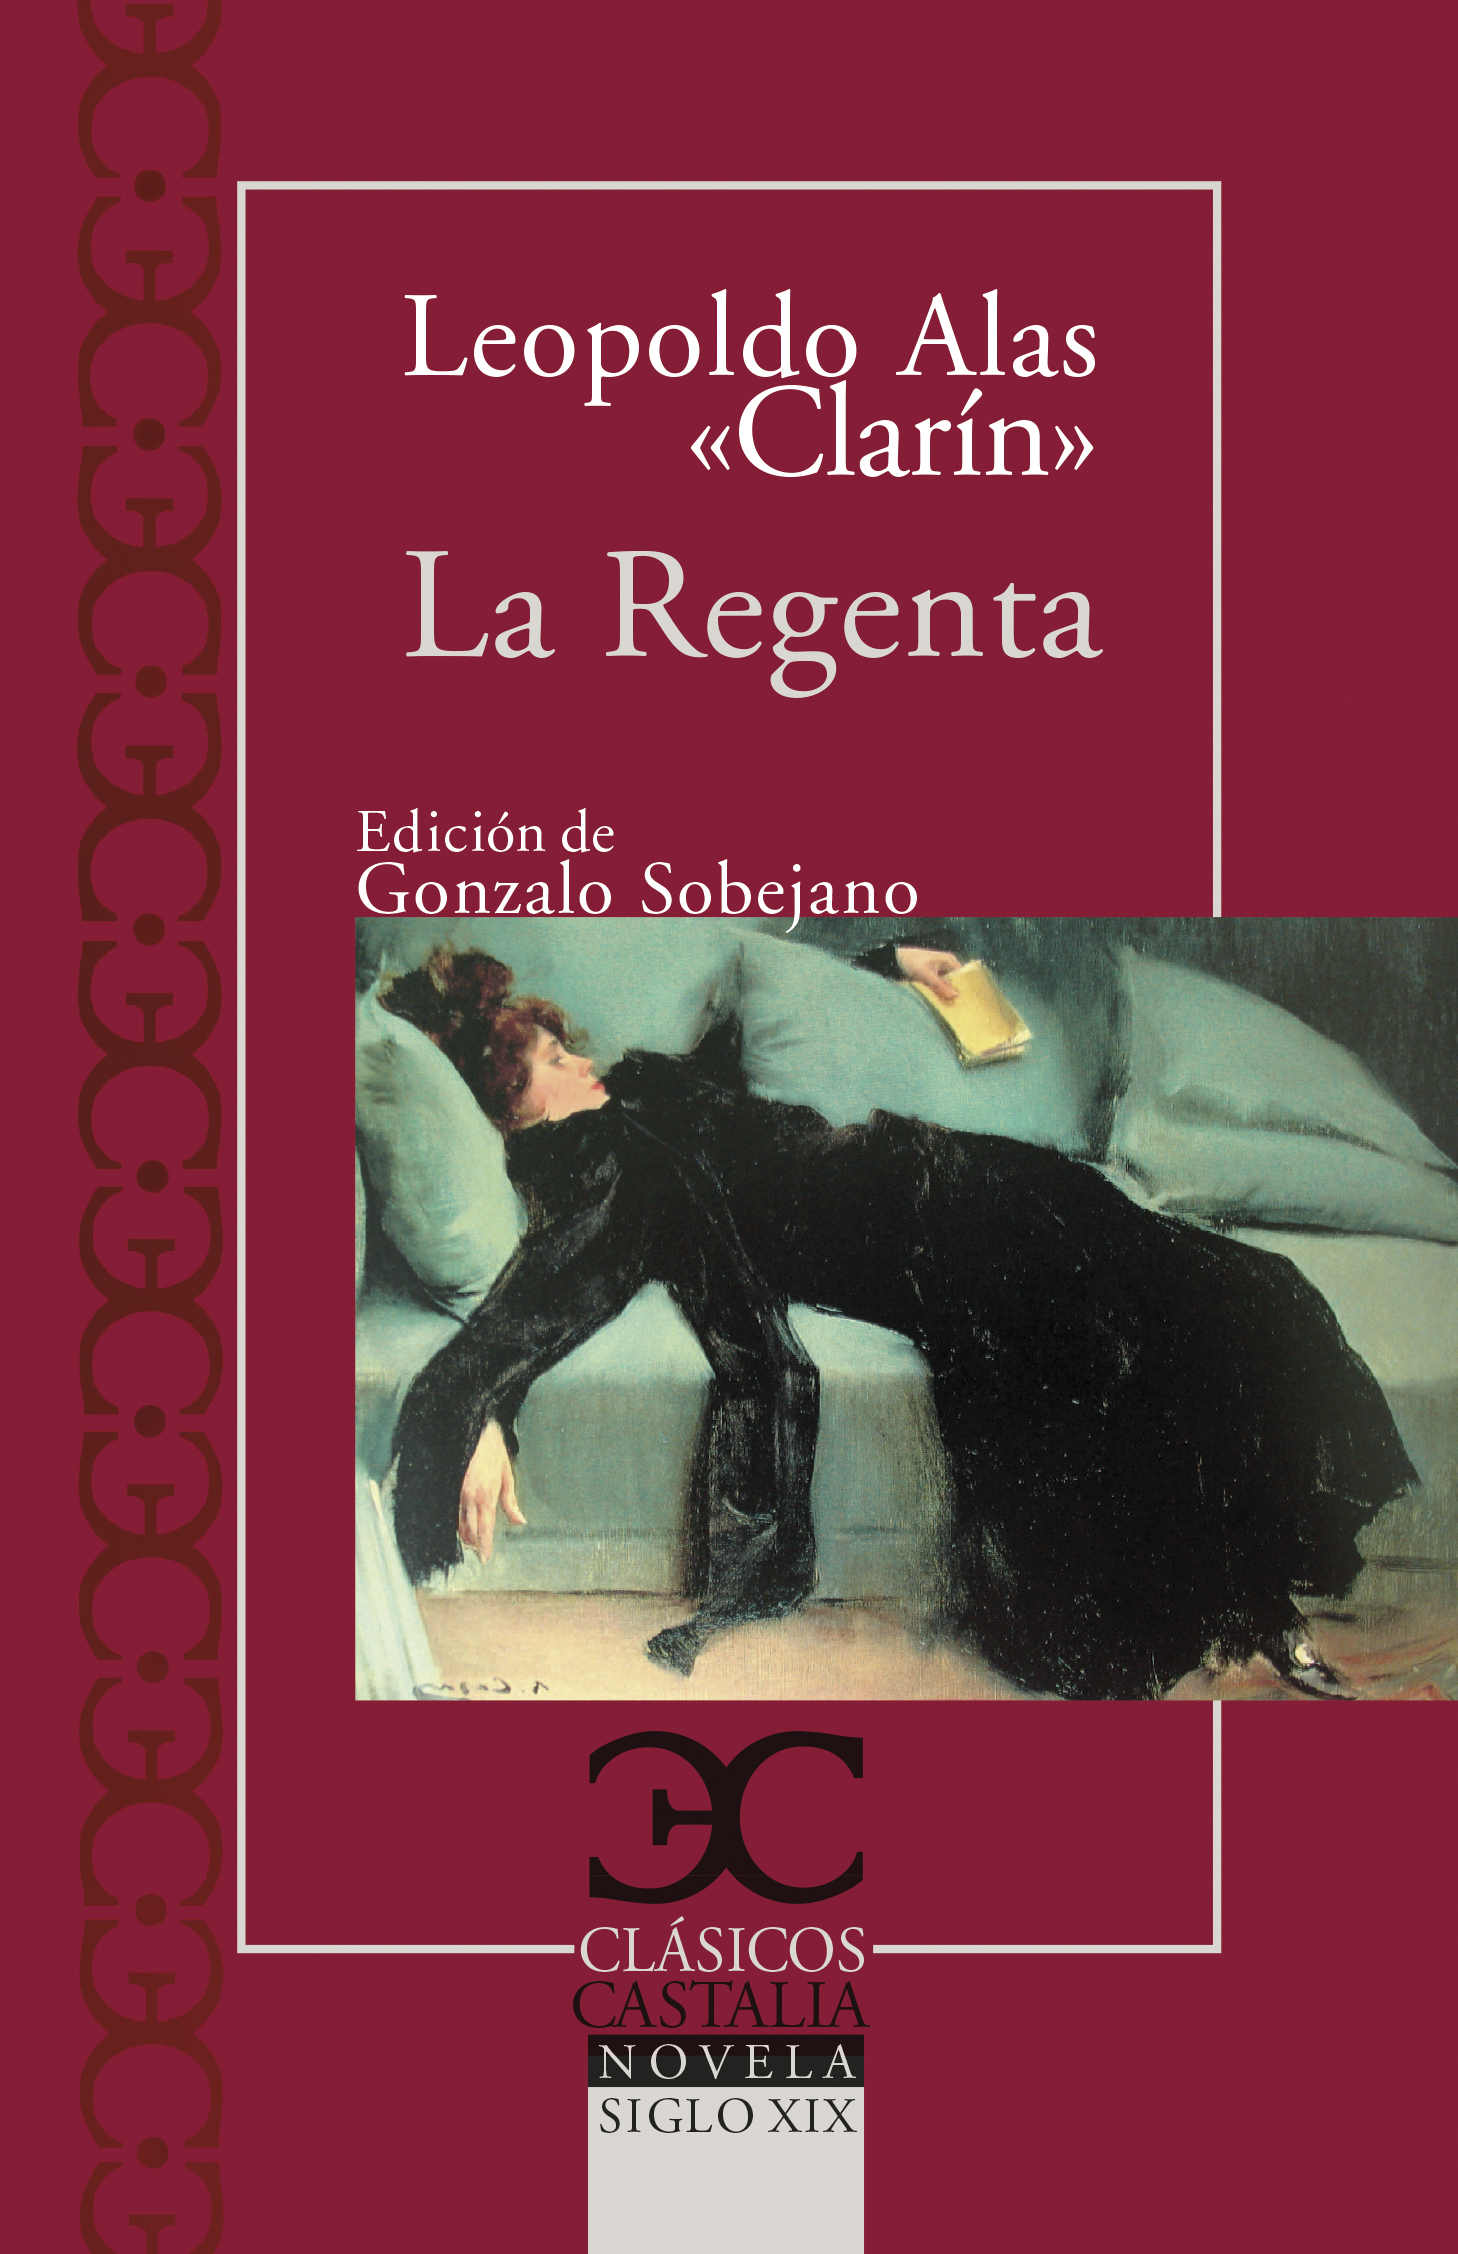 Leopoldo Alas
«Clarín»
La Regenta
Edición de
Gonzalo Sobejano
CLÁSICOS
CASTALIA
NOVELA
SIGLO XIX